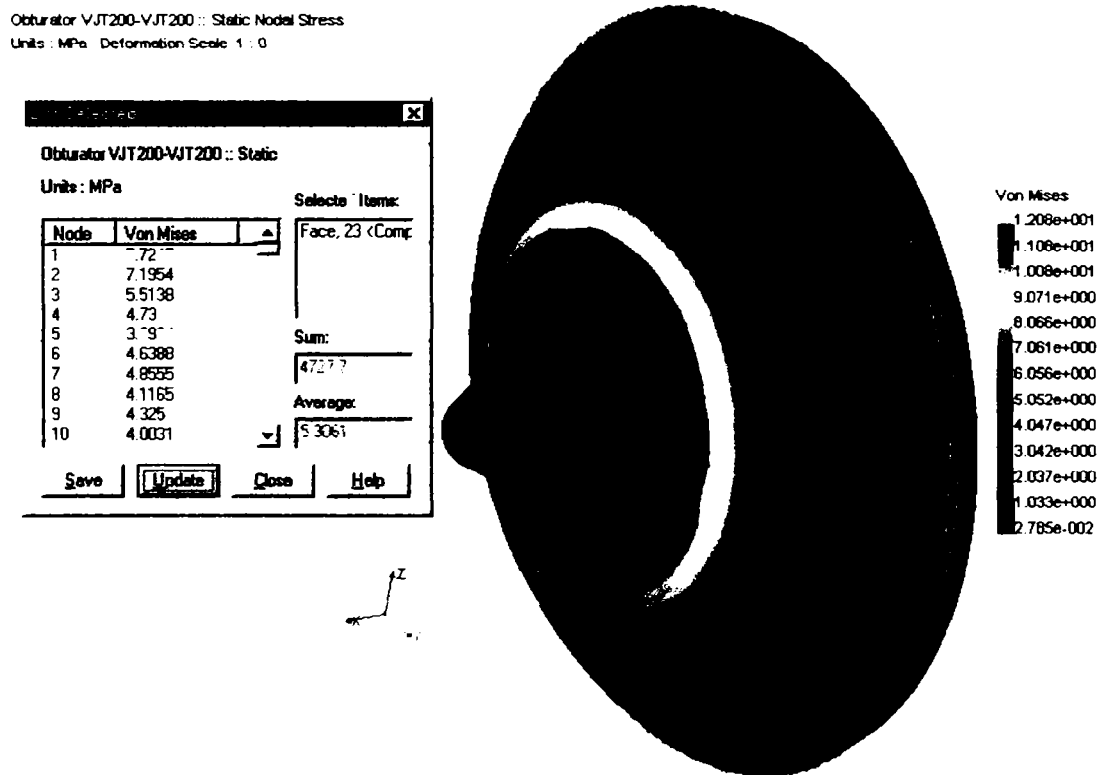 Obturator VJT200-VJT200 :: Static Nodal Stress
Units : MPa Deformation Scale 1 : 0
Obturator VJT200-VJT200 :: Static
Units : MPa
Items:
Node Von Mises
Face, 23 <Comp
1
2 7.1954
3 5.5138
4 4.73
5
6 4.6388
7 4.8555
8 4.1165
9 4.325
10 4.0031
Sum:
Average:
Save Update Close Help
Z
X
Von Mises
1.208e+001
1.108e+001
1.008e+001
9.071e+000
8.066e+000
7.061e+000
6.056e+000
5.052e+000
4.047e+000
3.042e+000
2.037e+000
1.033e+000
2.785e-002